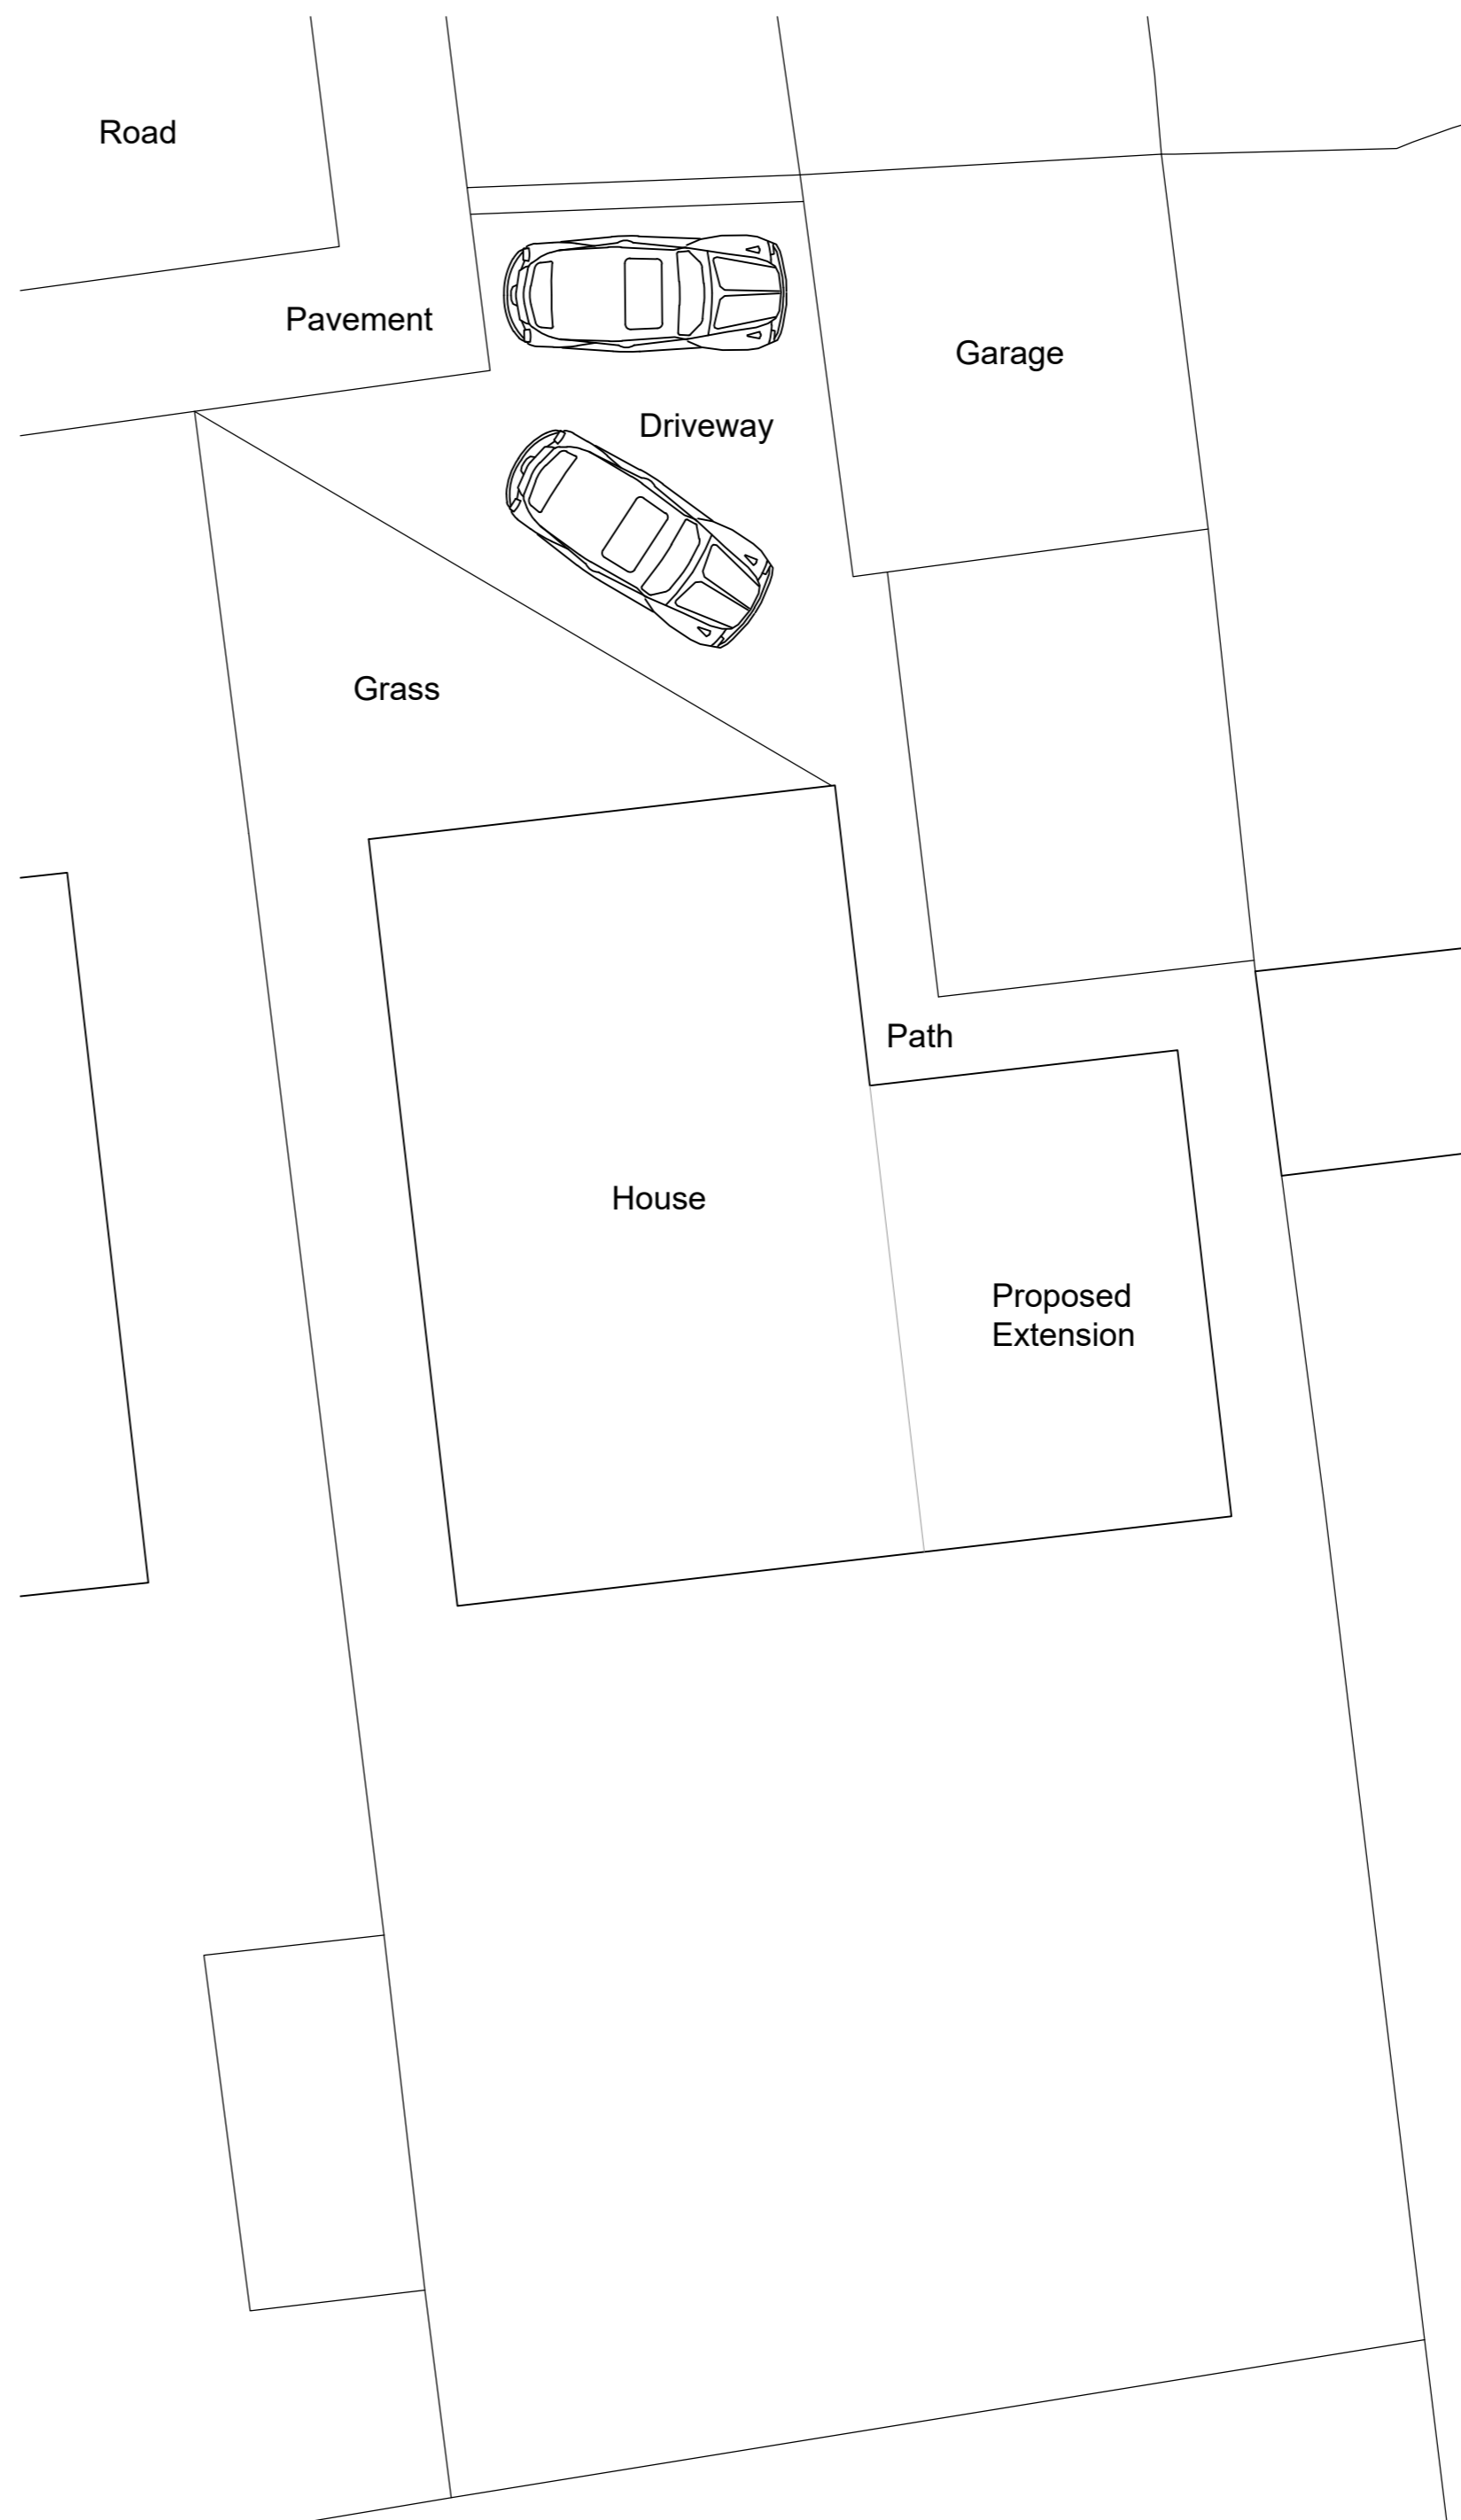 Road
Pavement
Garage
Driveway
Grass
Path
House
Proposed
Extension